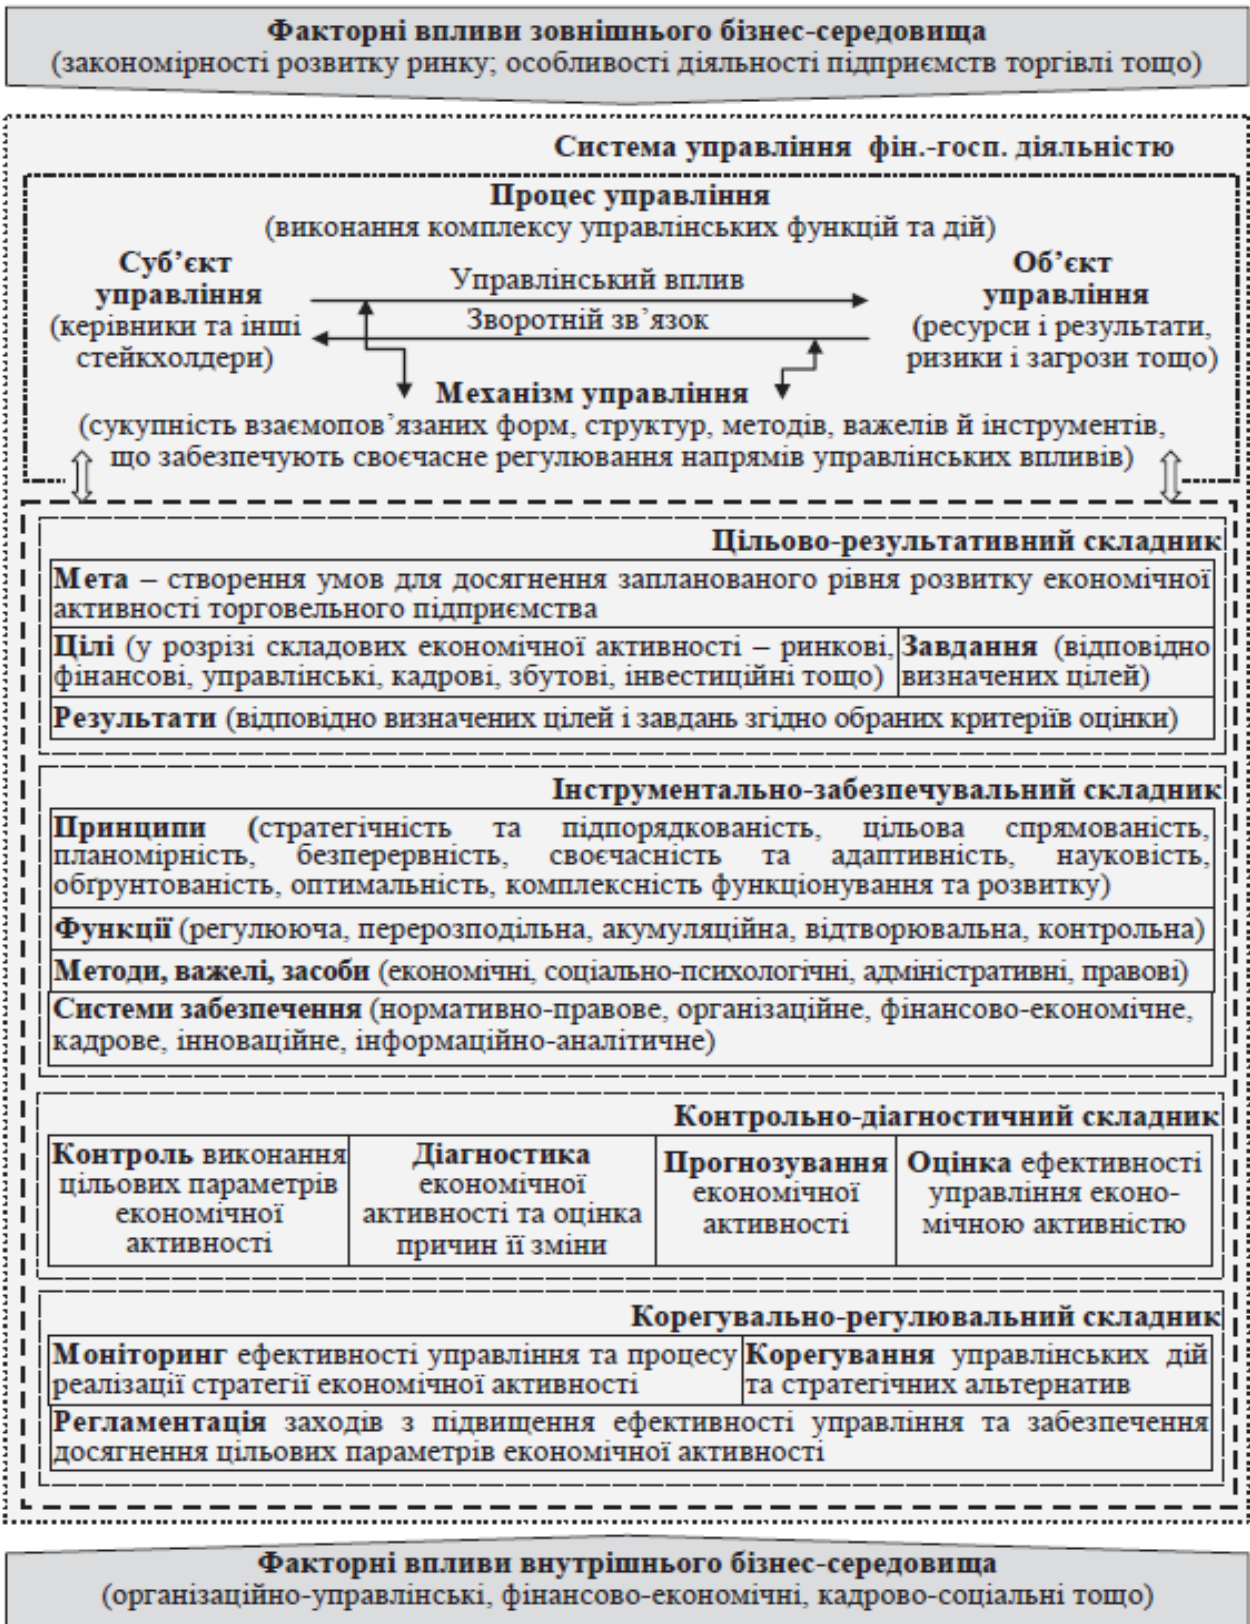 Факторні впливи зовнішнього бізнес-середовища
(закономірності розвитку ринку; особливості діяльності підприємств торгівлі тощо)
Система управління фін.-госп. діяльністю
Процес управління
(виконання комплексу управлінських функцій та дій)
Суб’єкт
управління
(керівники та інші
стейкхолдери)
Управлінський вплив
Зворотній зв’язок
Об’єкт
управління
(ресурси і результати,
ризики і загрози тощо)
Механізм управління
(сукупність взаємопов’язаних форм, структур, методів, важелів й інструментів,
що забезпечують своєчасне регулювання напрямів управлінських впливів)
Цільово-результативний складник
Мета – створення умов для досягнення запланованого рівня розвитку економічної
активності торговельного підприємства
Цілі (у розрізі складових економічної активності – ринкові,
фінансові, управлінські, кадрові, збутові, інвестиційні тощо)
Завдання (відповідно
визначених цілей)
Результати (відповідно визначених цілей і завдань згідно обраних критеріїв оцінки)
Інструментально-забезпечувальний складник
Принципи (стратегічність та підпорядкованість, цільова спрямованість,
планомірність, безперервність, своєчасність та адаптивність, науковість,
обґрунтованість, оптимальність, комплексність функціонування та розвитку)
Функції (регулююча, перерозподільна, акумуляційна, відтворювальна, контрольна)
Методи, важелі, засоби (економічні, соціально-психологічні, адміністративні, правові)
Системи забезпечення (нормативно-правове, організаційне, фінансово-економічне,
кадрове, інноваційне, інформаційно-аналітичне)
Контрольно-діагностичний складник
Контроль виконання
цільових параметрів
економічної
активності
Діагностика
економічної
активності та оцінка
причин її зміни
Прогнозування
економічної
активності
Оцінка ефективності
управління еконо-
мічною активністю
Корегувально-регулювальний складник
Моніторинг ефективності управління та процесу
реалізації стратегії економічної активності
Корегування управлінських дій
та стратегічних альтернатив
Регламентація заходів з підвищення ефективності управління та забезпечення
досягнення цільових параметрів економічної активності
Факторні впливи внутрішнього бізнес-середовища
(організаційно-управлінські, фінансово-економічні, кадрово-соціальні тощо)